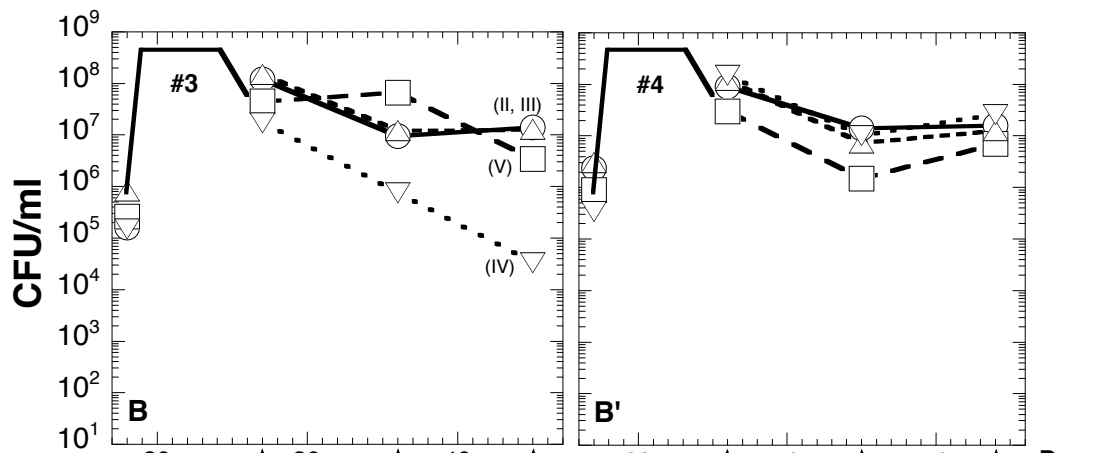 CFU/ml
10⁹
10⁸
10⁷
10⁶
10⁵
10⁴
10³
10²
10¹
#3
(II, III)
(V)
(IV)
B
#4
B'